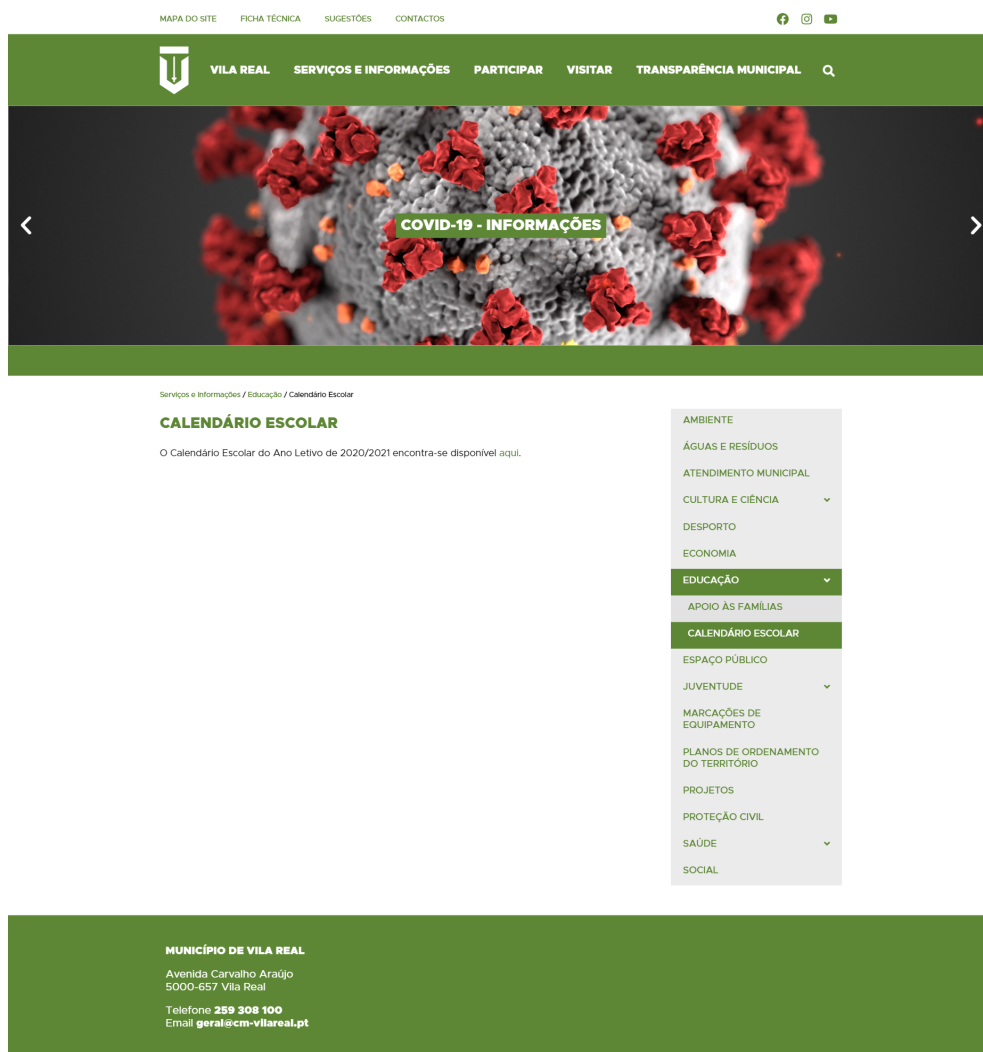 MAPA DO SITE FICHA TÉCNICA SUGESTÕES CONTACTOS
VILA REAL SERVIÇOS E INFORMAÇÕES PARTICIPAR VISITAR TRANSPARÊNCIA MUNICIPAL
COVID-19 - INFORMAÇÕES
Serviços e Informações / Educação / Calendário Escolar
CALENDÁRIO ESCOLAR
O Calendário Escolar do Ano Letivo de 2020/2021 encontra-se disponível aqui.
AMBIENTE
ÁGUAS E RESÍDUOS
ATENDIMENTO MUNICIPAL
CULTURA E CIÊNCIA
DESPORTO
ECONOMIA
EDUCAÇÃO
APOIO ÀS FAMÍLIAS
CALENDÁRIO ESCOLAR
ESPAÇO PÚBLICO
JUVENTUDE
MARCAÇÕES DE
EQUIPAMENTO
PLANOS DE ORDENAMENTO
DO TERRITÓRIO
PROJETOS
PROTEÇÃO CIVIL
SAÚDE
SOCIAL
MUNICÍPIO DE VILA REAL
Avenida Carvalho Araújo
5000-657 Vila Real
Telefone 259 308 100
Email geral@cm-vilareal.pt